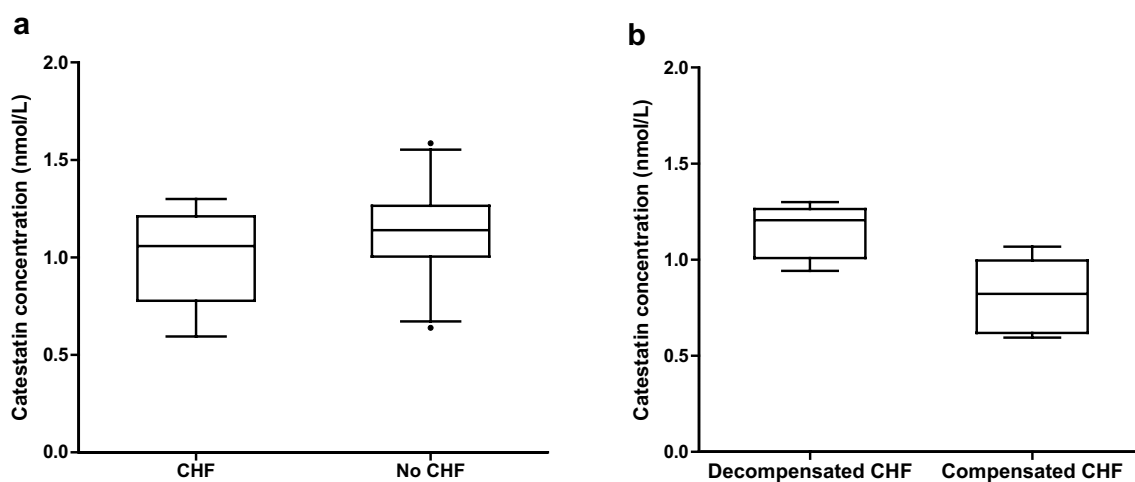 a
Catestatin concentration (nmol/L)
2.0
1.5
1.0
0.5
0.0
CHF
No CHF
b
Catestatin concentration (nmol/L)
2.0
1.5
1.0
0.5
0.0
Decompensated CHF
Compensated CHF